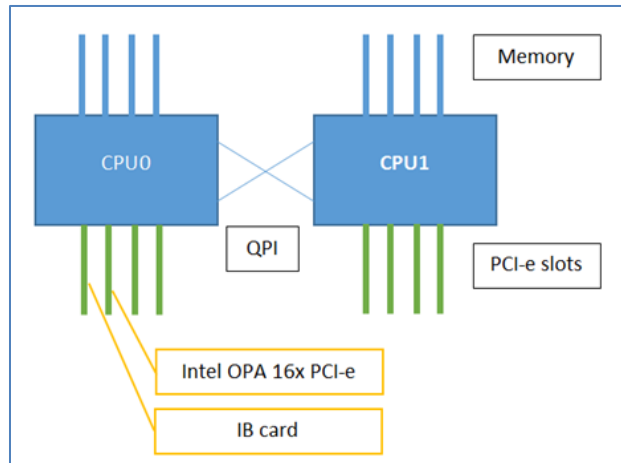 Memory
CPU0
CPU1
QPI
PCI-e slots
Intel OPA 16x PCI-e
IB card